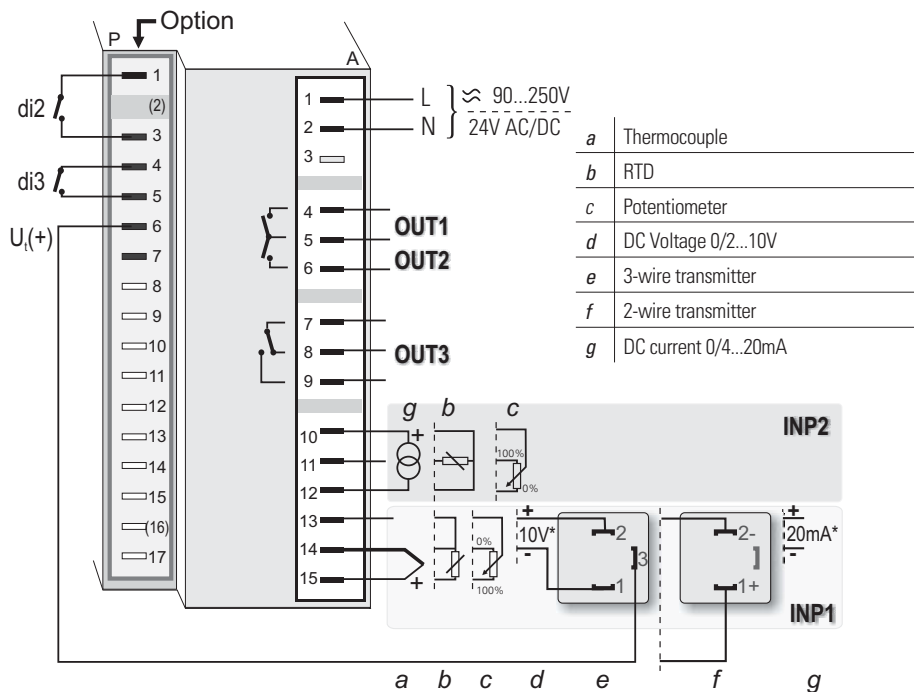 Option
P
A
1
(2)
3
4
5
6
7
8
9
10
11
12
13
14
15
(16)
17
di2
di3
Ut(+)
1
2
3
4
5
6
7
8
9
10
11
12
13
14
15
L
N
≂ 90...250V
24V AC/DC
OUT1
OUT2
OUT3
a Thermocouple
b RTD
c Potentiometer
d DC Voltage 0/2...10V
e 3-wire transmitter
f 2-wire transmitter
g DC current 0/4...20mA
g b c
INP2
+
100%
0%
+
0%
100%
+
10V*
-
2
3
1
2-
1+
+
20mA*
-
INP1
a b c d e f g